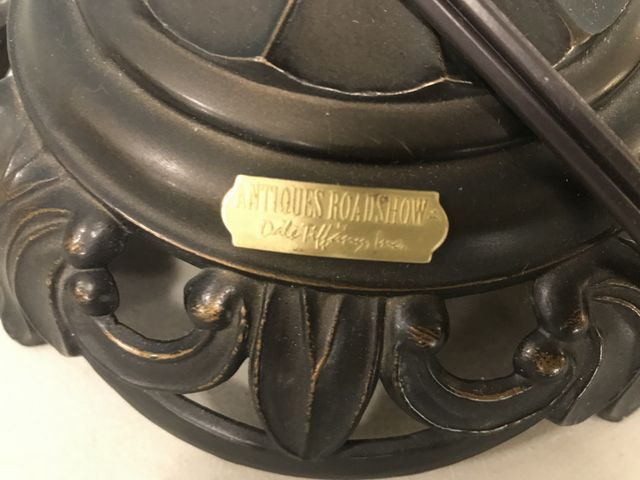 ANTIQUES ROADSHOW
Dale Tiffany, Inc.